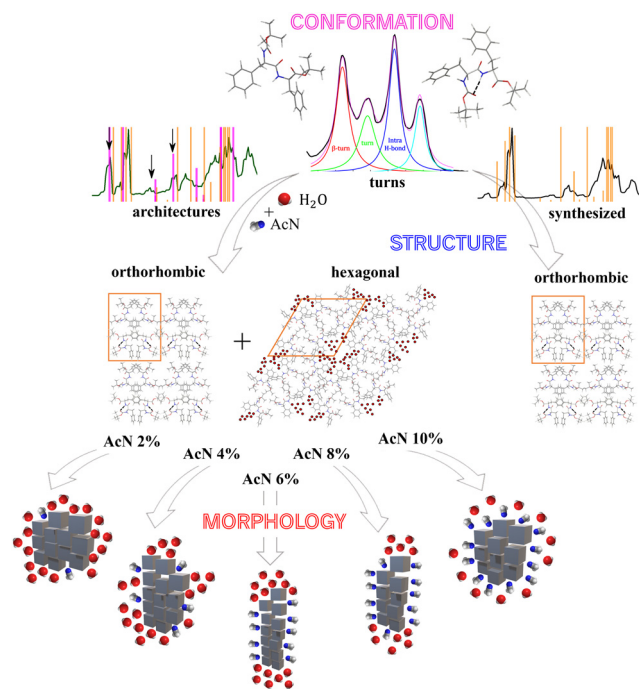 CONFORMATION
β-turn
turn
Intra
H-bond
turns
architectures
synthesized
H2O
+
AcN
STRUCTURE
orthorhombic
hexagonal
orthorhombic
+
AcN 2%
AcN 4%
AcN 6%
AcN 8%
AcN 10%
MORPHOLOGY